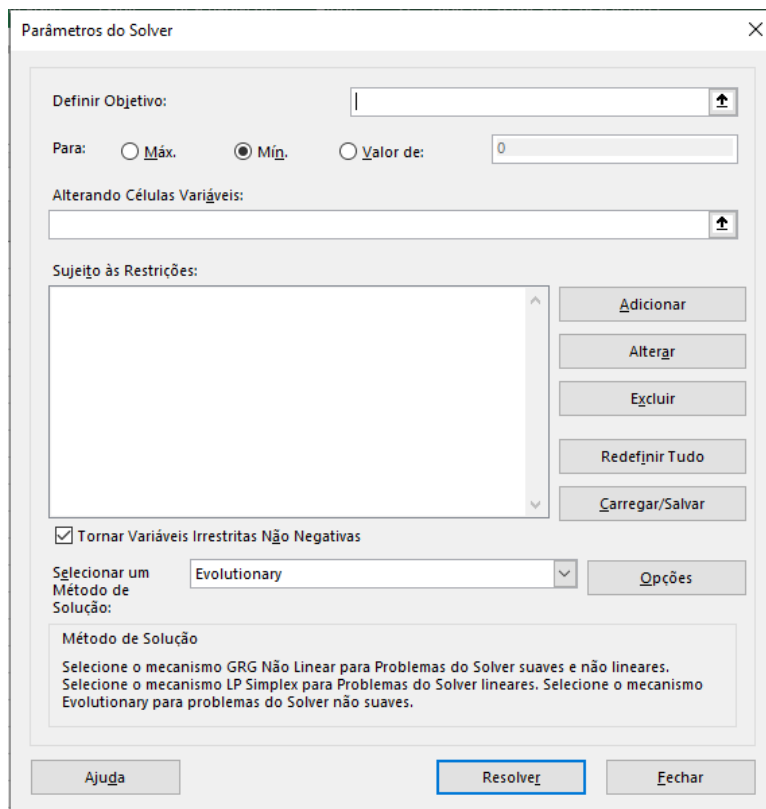 Parâmetros do Solver
Definir Objetivo:
Para: Máx. Mín. Valor de: 0
Alterando Células Variáveis:
Sujeito às Restrições:
Adicionar
Alterar
Excluir
Redefinir Tudo
Carregar/Salvar
Tornar Variáveis Irrestritas Não Negativas
Selecionar um
Método de
Solução:
Evolutionary
Opções
Método de Solução
Selecione o mecanismo GRG Não Linear para Problemas do Solver suaves e não lineares.
Selecione o mecanismo LP Simplex para Problemas do Solver lineares. Selecione o mecanismo
Evolutionary para problemas do Solver não suaves.
Ajuda Resolver Fechar